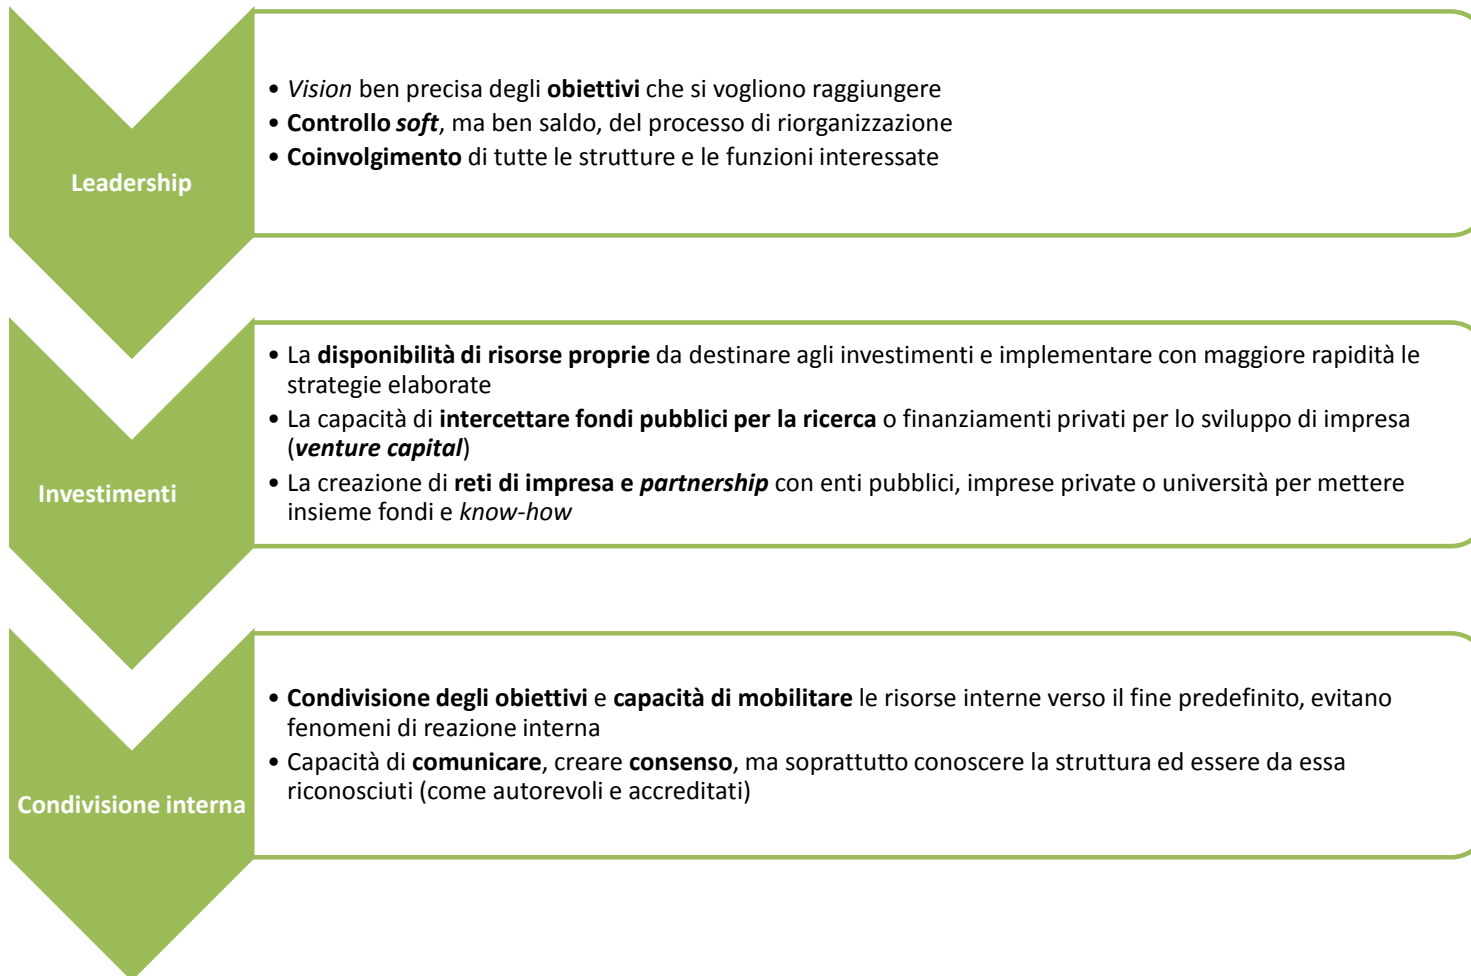 Leadership
• Vision ben precisa degli obiettivi che si vogliono raggiungere
• Controllo soft, ma ben saldo, del processo di riorganizzazione
• Coinvolgimento di tutte le strutture e le funzioni interessate
Investimenti
• La disponibilità di risorse proprie da destinare agli investimenti e implementare con maggiore rapidità le
strategie elaborate
• La capacità di intercettare fondi pubblici per la ricerca o finanziamenti privati per lo sviluppo di impresa
(venture capital)
• La creazione di reti di impresa e partnership con enti pubblici, imprese private o università per mettere
insieme fondi e know-how
Condivisione interna
• Condivisione degli obiettivi e capacità di mobilitare le risorse interne verso il fine predefinito, evitano
fenomeni di reazione interna
• Capacità di comunicare, creare consenso, ma soprattutto conoscere la struttura ed essere da essa
riconosciuti (come autorevoli e accreditati)